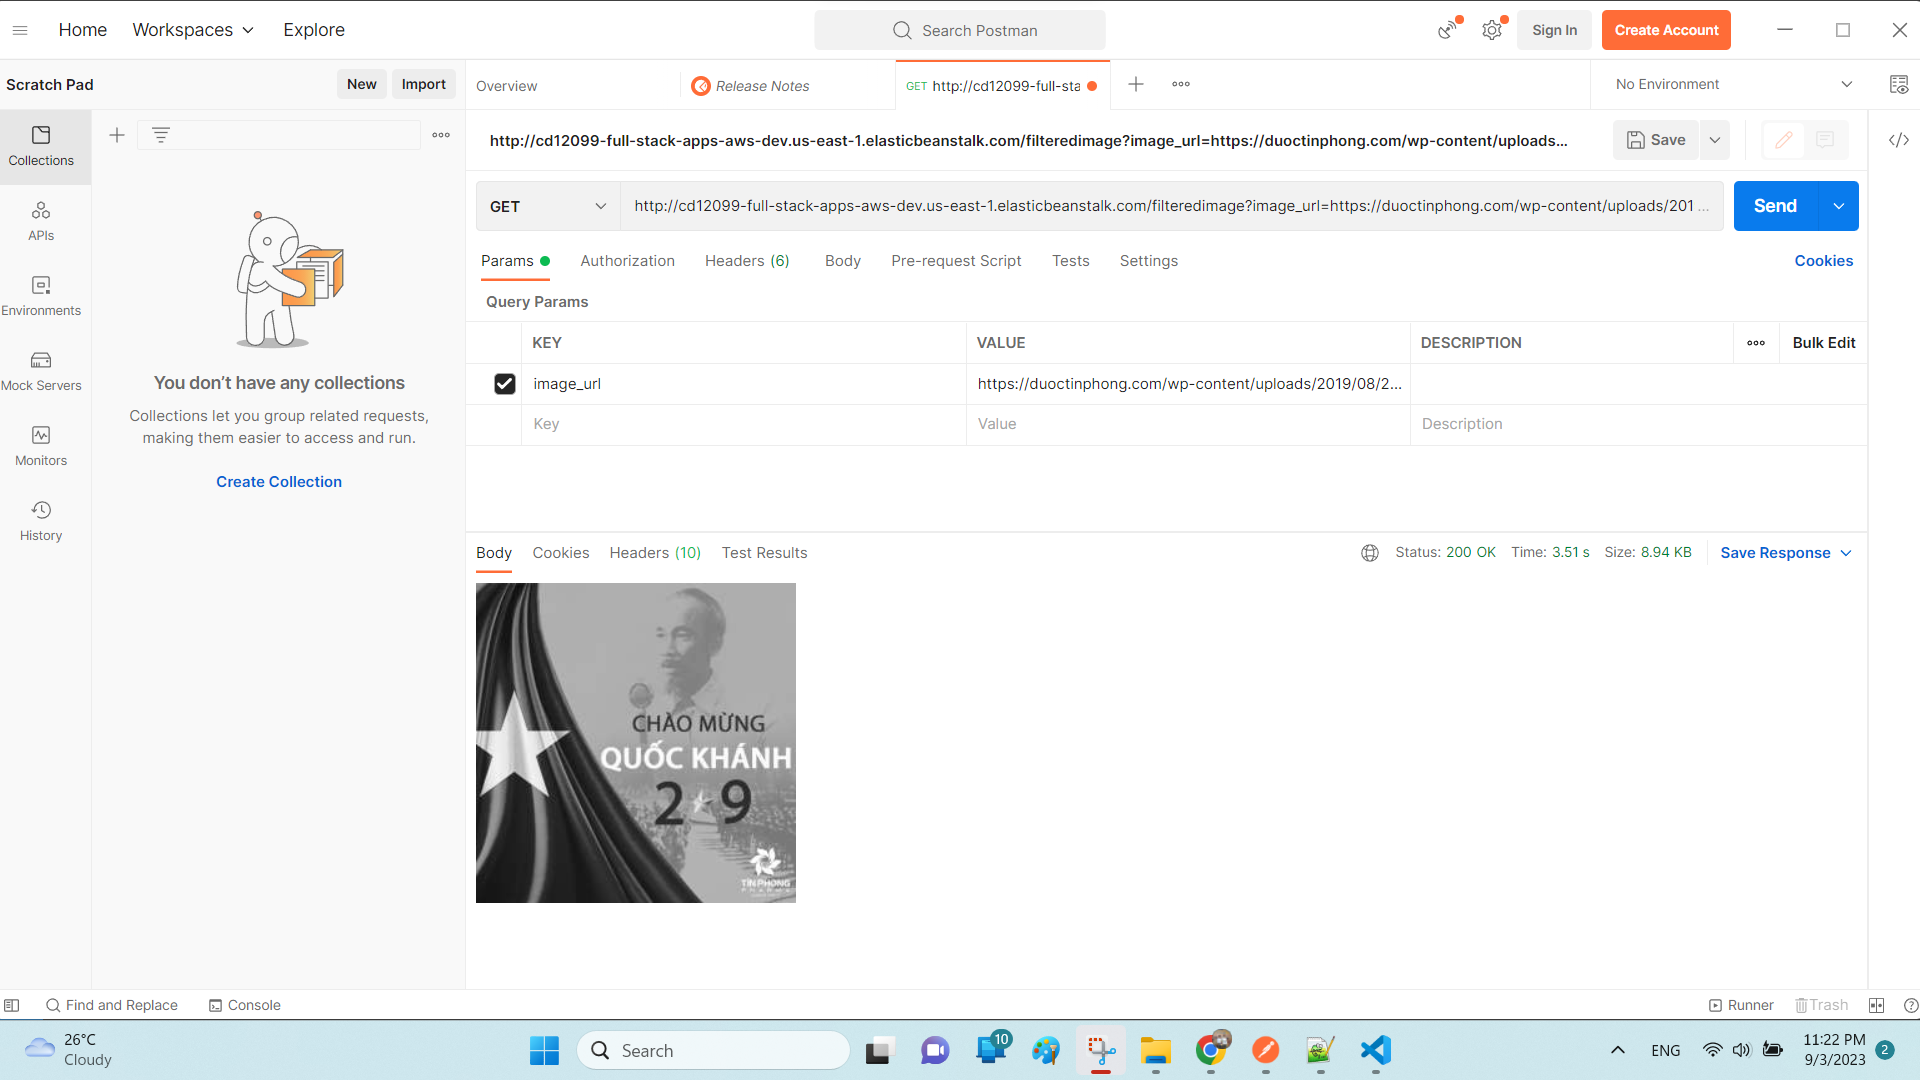 Home Workspaces Explore
Search Postman
Sign In Create Account
Scratch Pad New Import
Overview Release Notes GET http://cd12099-full-sta
No Environment
http://cd12099-full-stack-apps-aws-dev.us-east-1.elasticbeanstalk.com/filteredimage?image_url=https://duoctinphong.com/wp-content/uploads...
Save
Collections
APIs
Environments
Mock Servers
Monitors
History
You don't have any collections
Collections let you group related requests,
making them easier to access and run.
Create Collection
GET http://cd12099-full-stack-apps-aws-dev.us-east-1.elasticbeanstalk.com/filteredimage?image_url=https://duoctinphong.com/wp-content/uploads/201 ...
Send
Params Authorization Headers (6) Body Pre-request Script Tests Settings
Cookies
Query Params
KEY VALUE DESCRIPTION Bulk Edit
image_url https://duoctinphong.com/wp-content/uploads/2019/08/2...
Key Value Description
Body Cookies Headers (10) Test Results
Status: 200 OK Time: 3.51 s Size: 8.94 KB Save Response
CHÀO MỪNG
QUỐC KHÁNH
2 9
TIN PHONG
PHARMA
Find and Replace Console
Runner Trash
26°C
Cloudy
Search
10
ENG
11:22 PM
9/3/2023
2